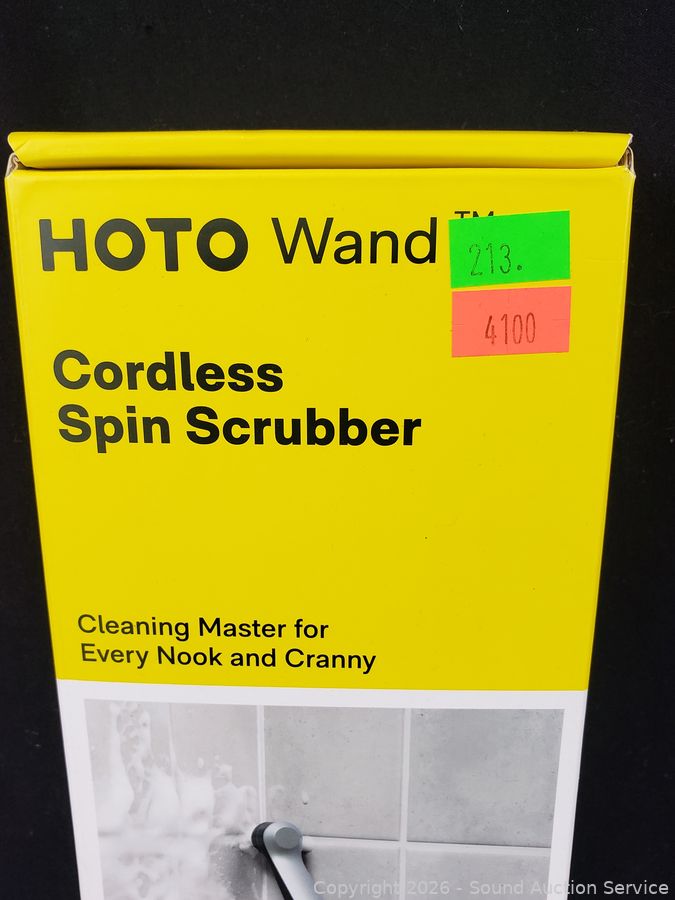 HOTO Wand™
213.
4100
Cordless
Spin Scrubber
Cleaning Master for
Every Nook and Cranny
Copyright 2026 - Sound Auction Service